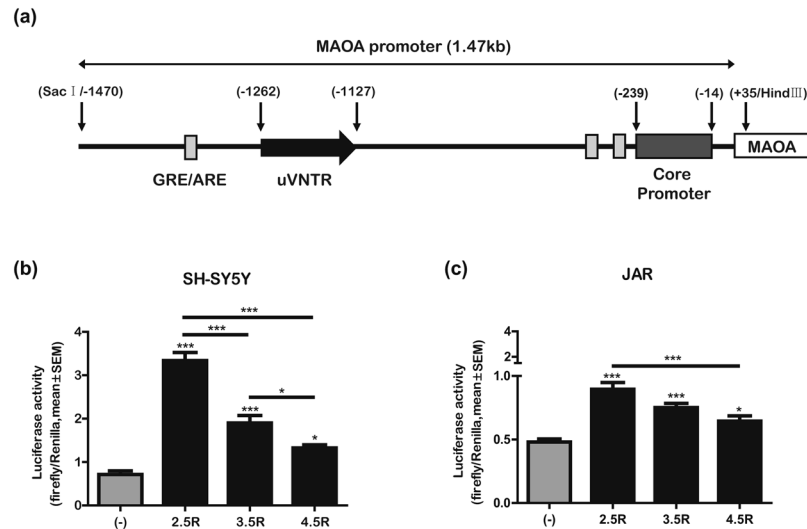 (a)
MAOA promoter (1.47kb)
(Sac Ⅰ/-1470) (-1262) (-1127) (-239) (-14) (+35/HindⅢ)
GRE/ARE uVNTR Core Promoter MAOA
(b)
SH-SY5Y
Luciferase activity
(firefly/Renilla,mean±SEM)
4
3
2
1
0
***
***
***
*
***
*
(-) 2.5R 3.5R 4.5R
(c)
JAR
Luciferase activity
(firefly/Renilla,mean±SEM)
4
2
1.0
0.5
0.0
***
***
***
*
(-) 2.5R 3.5R 4.5R